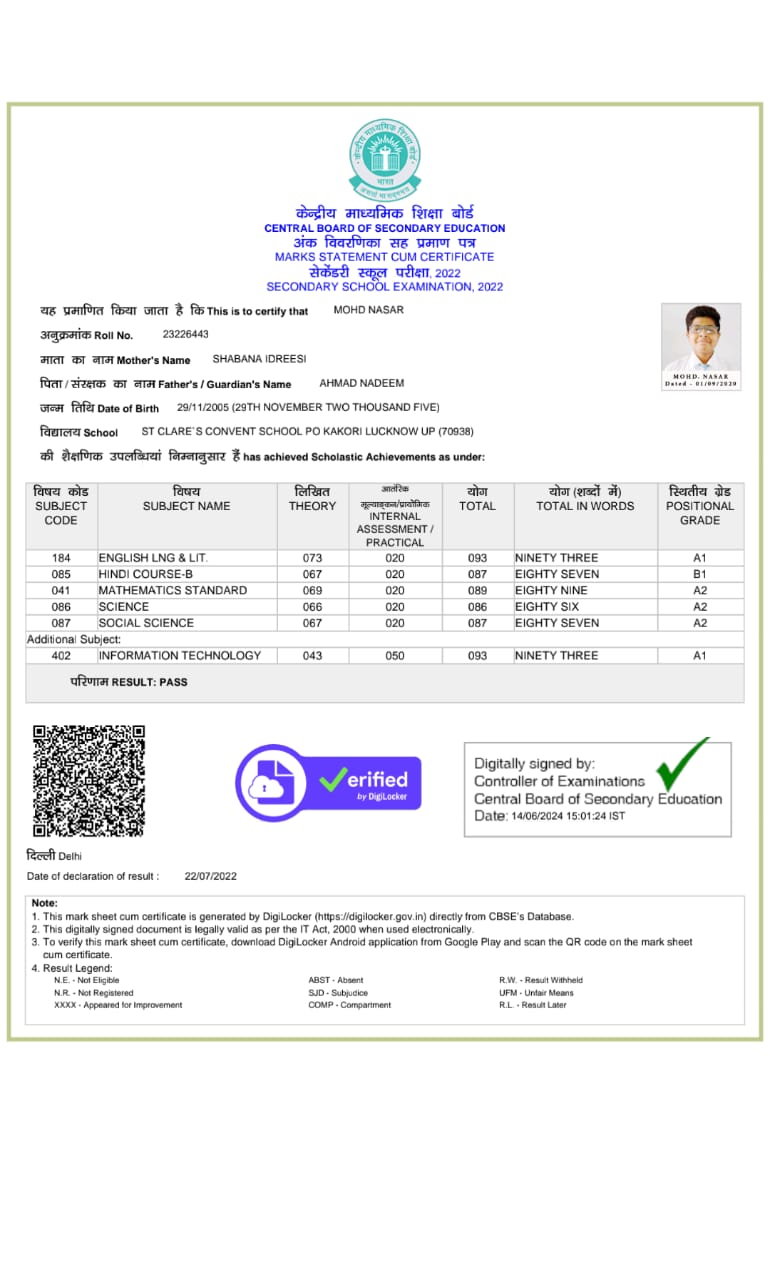 केन्द्रीय माध्यमिक शिक्षा बोर्ड
भारत
असतो मा सद्गमय
केन्द्रीय माध्यमिक शिक्षा बोर्ड
CENTRAL BOARD OF SECONDARY EDUCATION
अंक विवरणिका सह प्रमाण पत्र
MARKS STATEMENT CUM CERTIFICATE
सेकेंडरी स्कूल परीक्षा, 2022
SECONDARY SCHOOL EXAMINATION, 2022
यह प्रमाणित किया जाता है कि This is to certify that MOHD NASAR
अनुक्रमांक Roll No. 23226443
माता का नाम Mother's Name SHABANA IDREESI
पिता / संरक्षक का नाम Father's / Guardian's Name AHMAD NADEEM
जन्म तिथि Date of Birth 29/11/2005 (29TH NOVEMBER TWO THOUSAND FIVE)
विद्यालय School ST CLARE`S CONVENT SCHOOL PO KAKORI LUCKNOW UP (70938)
की शैक्षणिक उपलब्धियां निम्नानुसार हैं has achieved Scholastic Achievements as under:
MOHD. NASAR
Dated - 01/09/2020
विषय कोड SUBJECT CODE विषय SUBJECT NAME लिखित THEORY आतंरिक मूल्याङ्कन/प्रायोगिक INTERNAL ASSESSMENT / PRACTICAL योग TOTAL योग (शब्दों में) TOTAL IN WORDS स्थितीय ग्रेड POSITIONAL GRADE
184 ENGLISH LNG & LIT. 073 020 093 NINETY THREE A1
085 HINDI COURSE-B 067 020 087 EIGHTY SEVEN B1
041 MATHEMATICS STANDARD 069 020 089 EIGHTY NINE A2
086 SCIENCE 066 020 086 EIGHTY SIX A2
087 SOCIAL SCIENCE 067 020 087 EIGHTY SEVEN A2
Additional Subject:
402 INFORMATION TECHNOLOGY 043 050 093 NINETY THREE A1
परिणाम RESULT: PASS
Verified
by DigiLocker
Digitally signed by:
Controller of Examinations
Central Board of Secondary Education
Date: 14/06/2024 15:01:24 IST
दिल्ली Delhi
Date of declaration of result : 22/07/2022
Note:
1. This mark sheet cum certificate is generated by DigiLocker (https://digilocker.gov.in) directly from CBSE's Database.
2. This digitally signed document is legally valid as per the IT Act, 2000 when used electronically.
3. To verify this mark sheet cum certificate, download DigiLocker Android application from Google Play and scan the QR code on the mark sheet
cum certificate.
4. Result Legend:
N.E. - Not Eligible ABST - Absent R.W. - Result Withheld
N.R. - Not Registered SJD - Subjudice UFM - Unfair Means
XXXX - Appeared for Improvement COMP - Compartment R.L. - Result Later